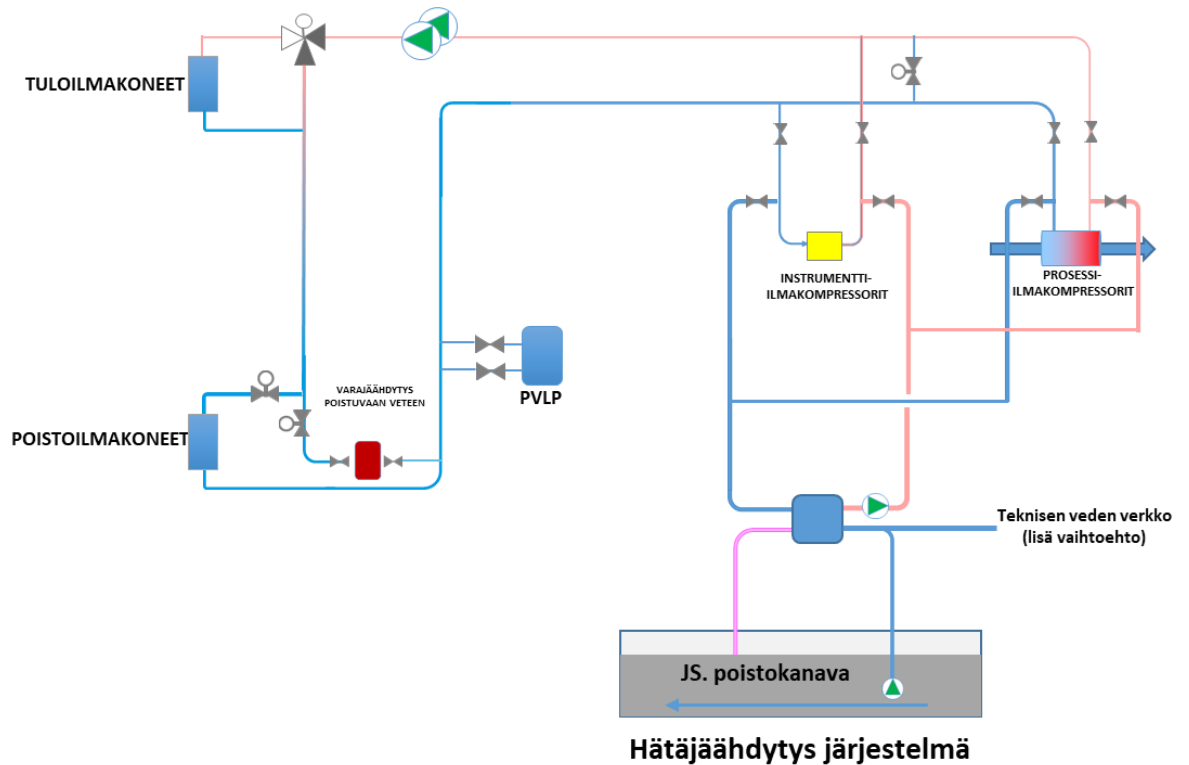 TULOILMAKONEET
INSTRUMENTTI-
ILMAKOMPRESSORIT
PROSESSI-
ILMAKOMPRESSORIT
VARAJÄÄHDYTYS
POISTUVAAN VETEEN
PVLP
POISTOILMAKONEET
Teknisen veden verkko
(lisä vaihtoehto)
JS. poistokanava
Hätäjäähdytys järjestelmä